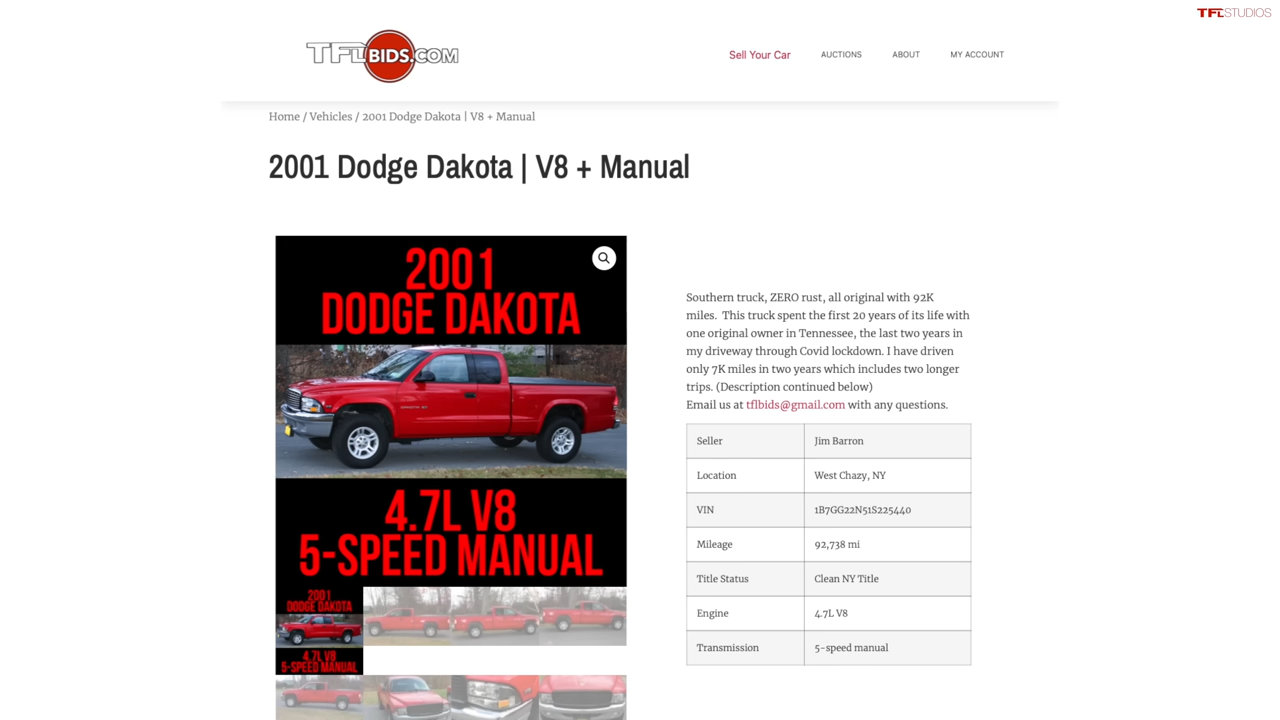 TFLSTUDIOS
TFLBIDS.COM
Sell Your Car
AUCTIONS
ABOUT
MY ACCOUNT
Home / Vehicles / 2001 Dodge Dakota | V8 + Manual
2001 Dodge Dakota | V8 + Manual
2001
DODGE DAKOTA
4.7L V8
5-SPEED MANUAL
2001
DODGE DAKOTA
4.7L V8
5-SPEED MANUAL
Southern truck, ZERO rust, all original with 92K
miles.  This truck spent the first 20 years of its life with
one original owner in Tennessee, the last two years in
my driveway through Covid lockdown. I have driven
only 7K miles in two years which includes two longer
trips. (Description continued below)
Email us at tflbids@gmail.com with any questions.
Seller Jim Barron
Location West Chazy, NY
VIN 1B7GG22N51S225440
Mileage 92,738 mi
Title Status Clean NY Title
Engine 4.7L V8
Transmission 5-speed manual